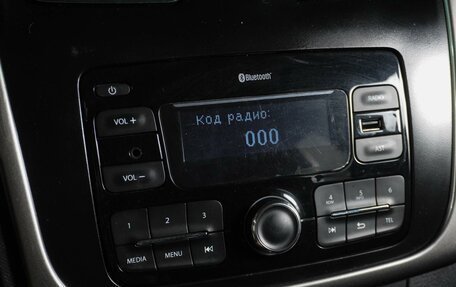 Bluetooth
RADIO
VOL +
Код радио:
000
AST
VOL −
4 5 6
1 2 3
MEDIA MENU
TEL